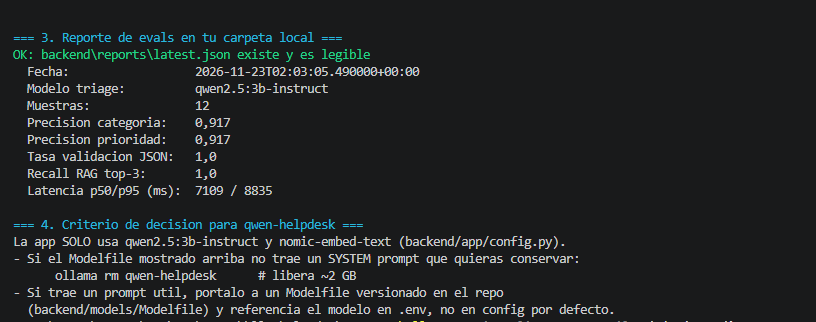 === 3. Reporte de evals en tu carpeta local ===
OK: backend\reports\latest.json existe y es legible
Fecha: 2026-11-23T02:03:05.490000+00:00
Modelo triage: qwen2.5:3b-instruct
Muestras: 12
Precision categoria: 0,917
Precision prioridad: 0,917
Tasa validacion JSON: 1,0
Recall RAG top-3: 1,0
Latencia p50/p95 (ms): 7109 / 8835
=== 4. Criterio de decision para qwen-helpdesk ===
La app SOLO usa qwen2.5:3b-instruct y nomic-embed-text (backend/app/config.py).
- Si el Modelfile mostrado arriba no trae un SYSTEM prompt que quieras conservar:
ollama rm qwen-helpdesk # libera ~2 GB
- Si trae un prompt util, portalo a un Modelfile versionado en el repo
(backend/models/Modelfile) y referencia el modelo en .env, no en config por defecto.